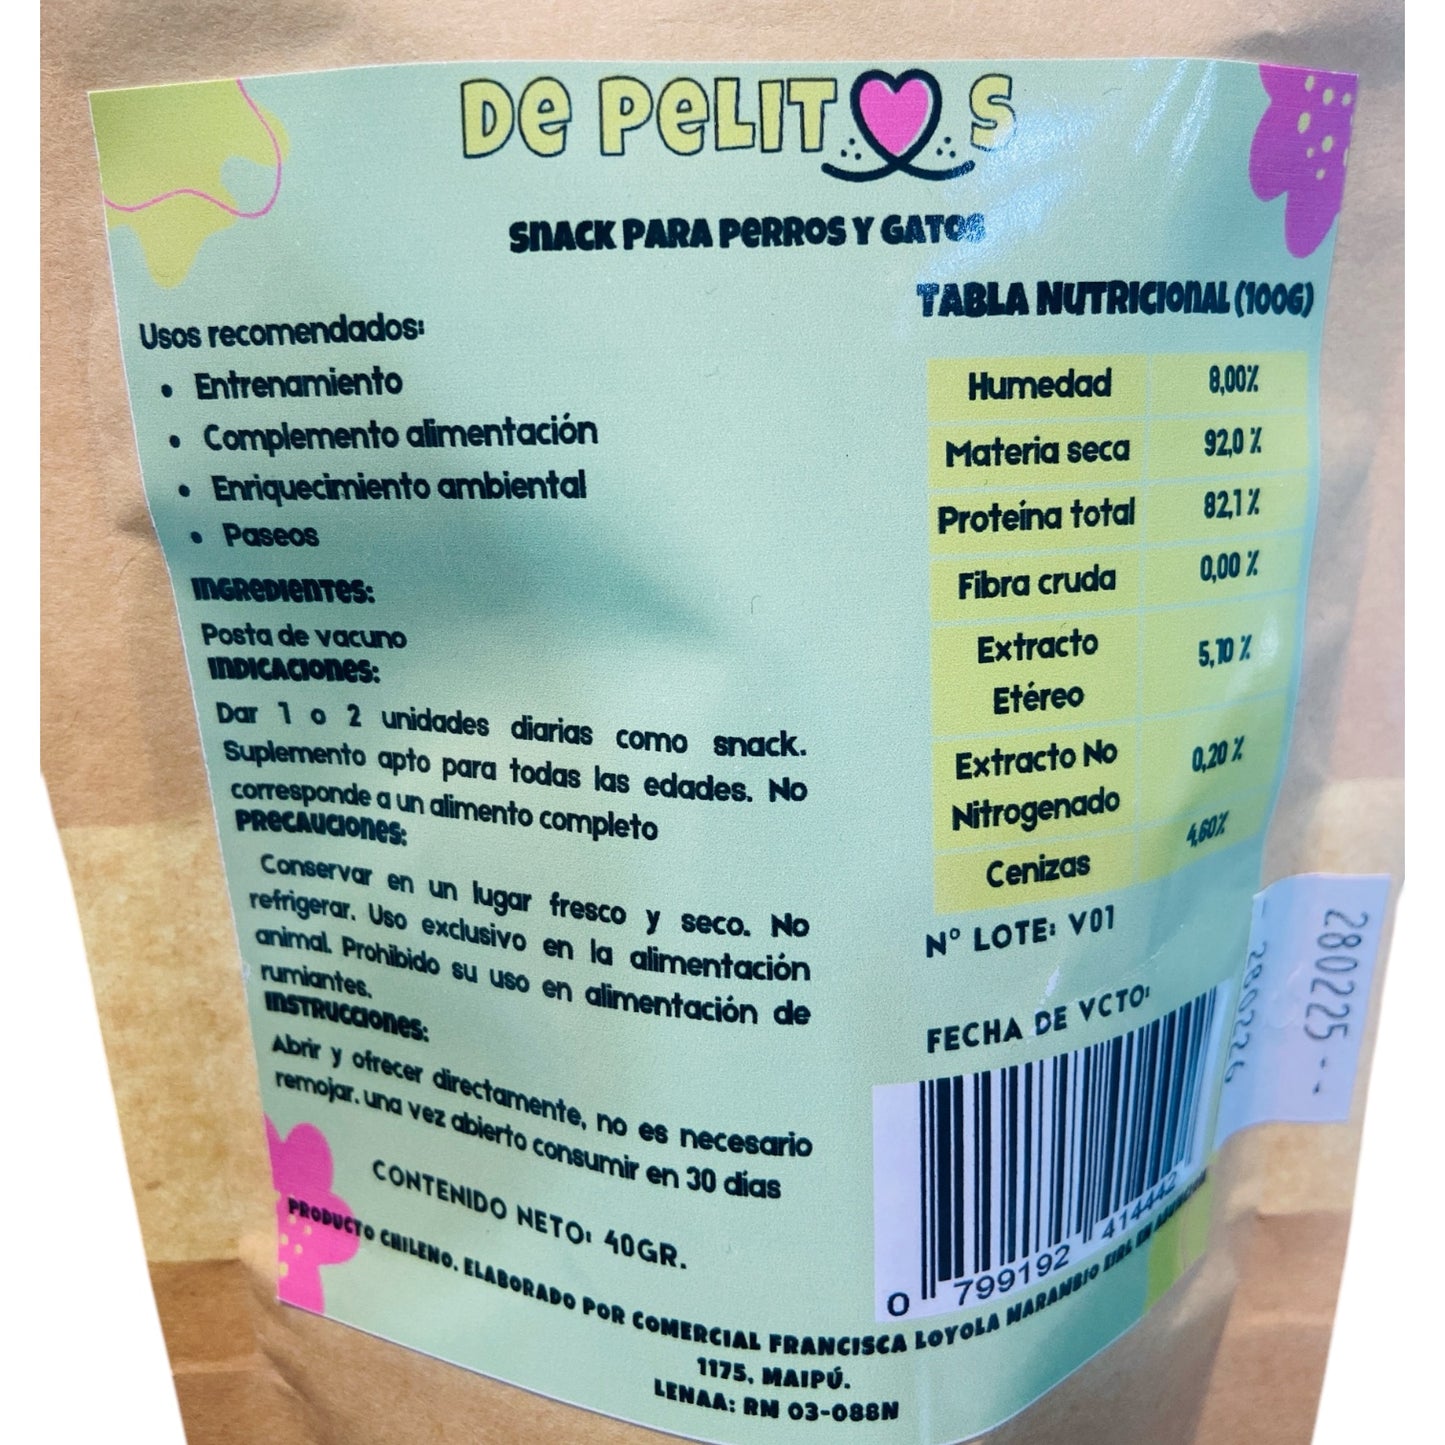 De PeLITOS
SNACK PARA PERROS Y GATOS
Usos recomendados:
• Entrenamiento
• Complemento alimentación
• Enriquecimiento ambiental
• Paseos
INGREDIENTES:
Posta de vacuno
INDICACIONES:
Dar 1 o 2 unidades diarias como snack.
Suplemento apto para todas las edades. No
corresponde a un alimento completo
PRECAUCIONES:
Conservar en un lugar fresco y seco. No
refrigerar. Uso exclusivo en la alimentación
animal. Prohibido su uso en alimentación de
rumiantes.
INSTRUCCIONES:
Abrir y ofrecer directamente, no es necesario
remojar. una vez abierto consumir en 30 días
CONTENIDO NETO: 40GR.
TABLA NUTRICIONAL (100G)
Humedad 8,00%
Materia seca 92,0 %
Proteína total 82,1 %
Fibra cruda 0,00 %
Extracto
Etéreo 5,10 %
Extracto No
Nitrogenado 0,20 %
Cenizas 4,60%
N° LOTE: V01
FECHA DE VCTO:
280225--
0 799192 414442
PRODUCTO CHILENO. ELABORADO POR COMERCIAL FRANCISCA LOYOLA MARAMBIO EIRL EN
1175, MAIPÚ.
LENAA: RM 03-088N